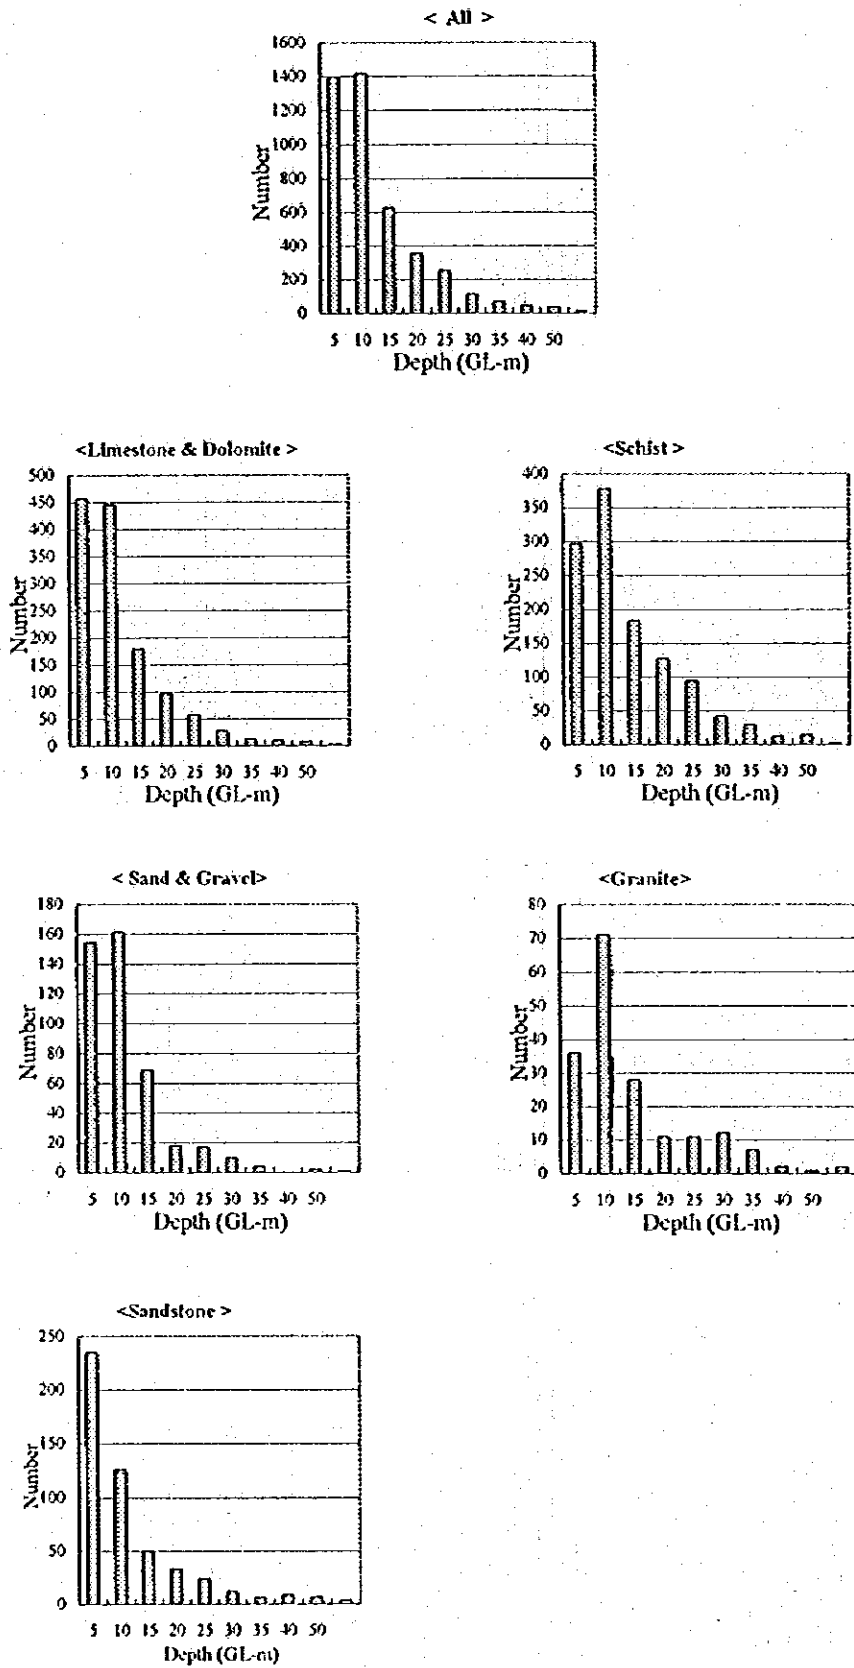 < All >
1600
1400
1200
1000
800
600
400
200
0
Number
5 10 15 20 25 30 35 40 50
Depth (GL-m)
<Limestone & Dolomite >
500
450
400
350
300
250
200
150
100
50
0
Number
5 10 15 20 25 30 35 40 50
Depth (GL-m)
<Schist >
400
350
300
250
200
150
100
50
0
Number
5 10 15 20 25 30 35 40 50
Depth (GL-m)
< Sand & Gravel>
180
160
140
120
100
80
60
40
20
0
Number
5 10 15 20 25 30 35 40 50
Depth (GL-m)
<Granite>
80
70
60
50
40
30
20
10
0
Number
5 10 15 20 25 30 35 40 50
Depth (GL-m)
<Sandstone >
250
200
150
100
50
0
Number
5 10 15 20 25 30 35 40 50
Depth (GL-m)